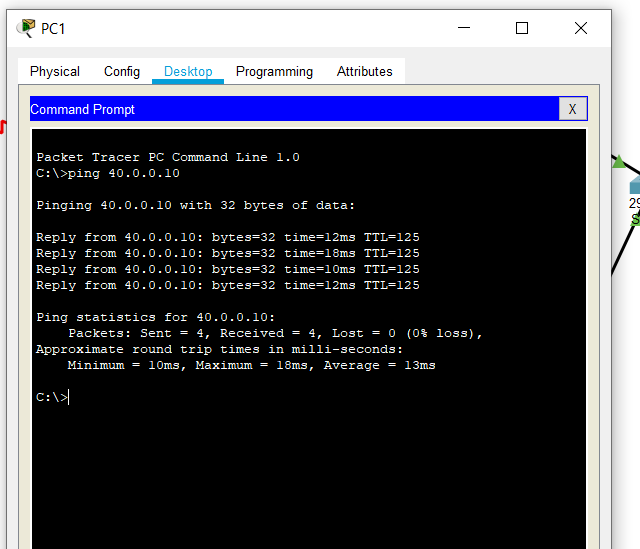 PC1
Physical Config Desktop Programming Attributes
Command Prompt X
Packet Tracer PC Command Line 1.0
C:\>ping 40.0.0.10
Pinging 40.0.0.10 with 32 bytes of data:
Reply from 40.0.0.10: bytes=32 time=12ms TTL=125
Reply from 40.0.0.10: bytes=32 time=18ms TTL=125
Reply from 40.0.0.10: bytes=32 time=10ms TTL=125
Reply from 40.0.0.10: bytes=32 time=12ms TTL=125
Ping statistics for 40.0.0.10:
Packets: Sent = 4, Received = 4, Lost = 0 (0% loss),
Approximate round trip times in milli-seconds:
Minimum = 10ms, Maximum = 18ms, Average = 13ms
C:\>